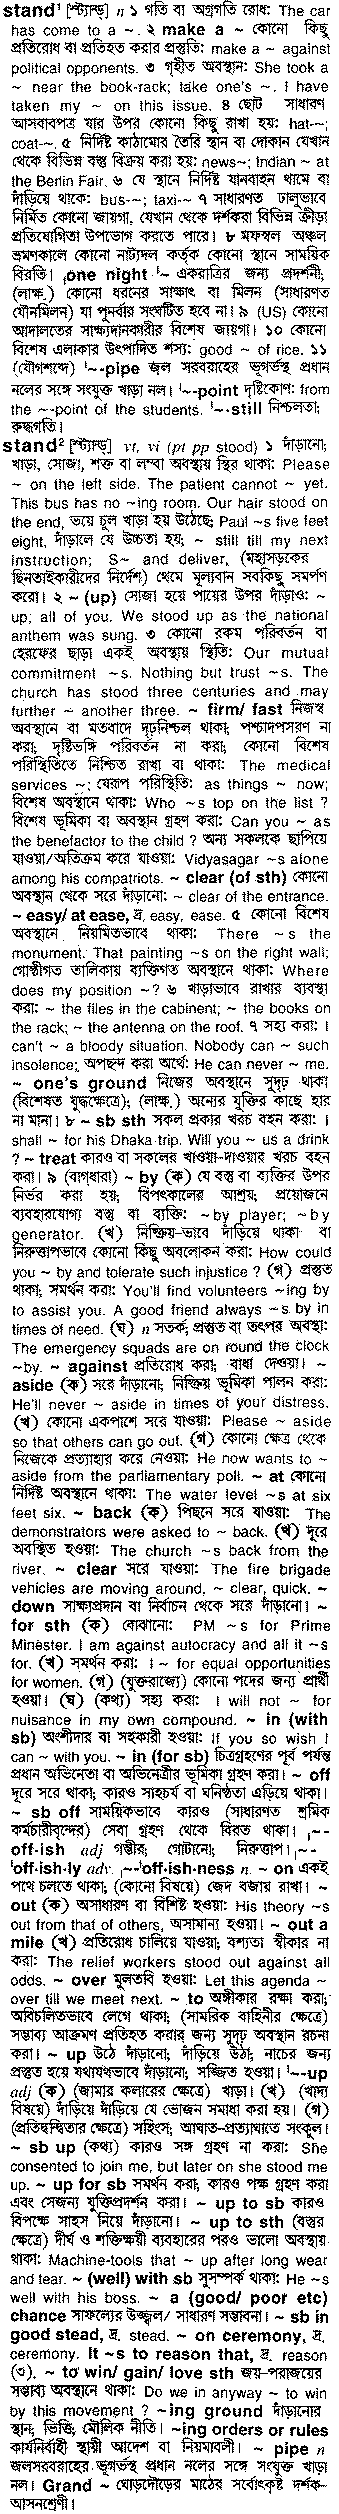 stand¹ [স্ট্যান্ড্] n ১ গতি বা অগ্রগতি রোধ: The car
has come to a ~. ২ make a ~ কোনো কিছু
প্রতিরোধ বা প্রতিহত করার প্রস্তুতি: make a ~ against
political opponents. ৩ গৃহীত অবস্থান: She took a
~ near the book-rack; take one's ~. I have
taken my ~ on this issue. ৪ ছোট সাধারণ
আসবাবপত্র যার উপর কোনো কিছু রাখা হয়: hat-~;
coat-~. ৫ নির্দিষ্ট কাঠামোর তৈরি স্থান বা দোকান যেখান
থেকে বিভিন্ন বস্তু বিক্রয় করা হয়: news~; Indian ~ at
the Berlin Fair. ৬ যে স্থানে নির্দিষ্ট যানবাহন থামে বা
দাঁড়িয়ে থাকে: bus-~; taxi-~ ৭ সাধারণত ঢালুভাবে
নির্মিত কোনো জায়গা, যেখান থেকে দর্শকরা বিভিন্ন ক্রীড়া
প্রতিযোগিতা উপভোগ করতে পারে। ৮ মফস্বল অঞ্চল
ভ্রমণকালে কোনো নাট্যদল কর্তৃক কোনো স্থানে সাময়িক
বিরতি। ˌone night ˈ~ একরাত্রির জন্য প্রদর্শনী;
(লাক্ষ.) কোনো ধরনের সাক্ষাৎ বা মিলন (সাধারণত
যৌনমিলন) যা পুনর্বার সংঘটিত হবে না। ৯ (US) কোনো
আদালতের সাক্ষ্যদানকারীর বিশেষ জায়গা। ১০ কোনো
বিশেষ এলাকার উৎপাদিত শস্য: good ~ of rice. ১১
(যৌগশব্দে) ˈ~-pipe জল সরবরাহের ভূগর্ভস্থ প্রধান
নলের সঙ্গে সংযুক্ত খাড়া নল। ˈ~-point দৃষ্টিকোণ: from
the ~-point of the students. ˈ~-still নিশ্চলতা;
রুদ্ধগতি।
stand² [স্ট্যান্ড্] vt, vi (pt pp stood) ১ দাঁড়ানো;
খাড়া, সোজা, শক্ত বা লম্বা অবস্থায় স্থির থাকা: Please
~ on the left side. The patient cannot ~ yet.
This bus has no ~ing room. Our hair stood on
the end, ভয়ে চুল খাড়া হয় উঠেছে; Paul ~s five feet
eight, দাঁড়ালে যে উচ্চতা হয়; ~ still till my next
instruction; S~ and deliver, (মহাসড়কের
ছিনতাইকারীদের নির্দেশ) থেমে মূল্যবান সবকিছু সমর্পণ
করো। ২ ~ (up) সোজা হয়ে পায়ের উপর দাঁড়াও: ~
up, all of you. We stood up as the national
anthem was sung. ৩ কোনো রকম পরিবর্তন বা
হেরফের ছাড়া একই অবস্থায় স্থিতি: Our mutual
commitment ~s. Nothing but trust ~s. The
church has stood three centuries and may
further ~ another three. ~ firm/ fast নিজস্ব
অবস্থানে বা মতবাদে দৃঢ়নিশ্চল থাকা; পশ্চাদপসরণ না
করা; দৃষ্টিভঙ্গি পরিবর্তন না করা; কোনো বিশেষ
পরিস্থিতিতে নিশ্চিত রাখা বা থাকা: The medical
services ~; যেরূপ পরিস্থিতি: as things ~ now;
বিশেষ অবস্থানে থাকা: Who ~s top on the list ?
বিশেষ ভূমিকা বা অবস্থান গ্রহণ করা: Can you ~ as
the benefactor to the child ? অন্য সকলকে ছাপিয়ে
যাওয়া/অতিক্রম করে যাওয়া: Vidyasagar ~s alone
among his compatriots. ~ clear (of sth) কোনো
অবস্থান থেকে সরে দাঁড়ানো: ~ clear of the entrance.
~ easy/ at ease, দ্র. easy, ease. ৫ কোনো বিশেষ
অবস্থানে নিয়মিতভাবে থাকা: There ~s the
monument. That painting ~s on the right wall;
গোষ্ঠীগত তালিকায় ব্যক্তিগত অবস্থানে থাকা: Where
does my position ~? ৬ খাড়াভাবে রাখার ব্যবস্থা
করা: ~ the files in the cabinent; ~ the books on
the rack; ~ the antenna on the roof. ৭ সহ্য করা: I
can't ~ a bloody situation. Nobody can ~ such
insolence; অপছন্দ করা অর্থে: He can never ~ me.
~ one's ground নিজের অবস্থানে সুদৃঢ় থাকা
(বিশেষত যুদ্ধক্ষেত্রে); (লাক্ষ.) অন্যের যুক্তির কাছে হার
না মানা। ৮ ~ sb sth সকল প্রকার খরচ বহন করা: I
shall ~ for his Dhaka trip. Will you ~ us a drink
? ~ treat কারও বা সকলের খাওয়া-দাওয়ার খরচ বহন
করা। ৯ (বাগধারা) ~ by (ক) যে বস্তু বা ব্যক্তির উপর
নির্ভর করা হয়; বিপৎকালের আশ্রয়; প্রয়োজনে
ব্যবহারযোগ্য বস্তু বা ব্যক্তি: ~by player; ~by
generator. (খ) নিষ্ক্রিয়-ভাবে দাঁড়িয়ে থাকা বা
নিরুত্তাপভাবে কোনো কিছু অবলোকন করা: How could
you ~ by and tolerate such injustice ? (গ) প্রস্তুত
থাকা; সমর্থন করা: You'll find volunteers ~ing by
to assist you. A good friend always ~s by in
times of need. (ঘ) n সতর্ক, প্রস্তুত বা তৎপর অবস্থা:
The emergency squads are on round the clock
~by. ~ against প্রতিরোধ করা; বাধা দেওয়া। ~
aside (ক) সরে দাঁড়ানো; নিষ্ক্রিয় ভূমিকা পালন করা:
He'll never ~ aside in times of your distress.
(খ) কোনো একপাশে সরে যাওয়া: Please ~ aside
so that others can go out. (গ) কোনো ক্ষেত্র থেকে
নিজেকে প্রত্যাহার করে নেওয়া: He now wants to ~
aside from the parliamentary poll. ~ at কোনো
নির্দিষ্ট অবস্থানে থাকা: The water level ~s at six
feet six. ~ back (ক) পিছনে সরে যাওয়া: The
demonstrators were asked to ~ back. (খ) দূরে
অবস্থিত হওয়া: The church ~s back from the
river. ~ clear সরে যাওয়া: The fire brigade
vehicles are moving around, ~ clear, quick. ~
down সাক্ষ্যপ্রদান বা নির্বাচন থেকে সরে দাঁড়ানো। ~
for sth (ক) বোঝানো: PM ~s for Prime
Minester. I am against autocracy and all it ~s
for. (খ) সমর্থন করা: I ~ for equal opportunities
for women. (গ) (যুক্তরাজ্যে) কোনো পদের জন্য প্রার্থী
হওয়া। (ঘ) (কথ্য) সহ্য করা: I will not ~ for
nuisance in my own compound. ~ in (with
sb) অংশীদার বা সহকারী হওয়া: If you so wish I
can ~ with you. ~ in (for sb) চিত্রগ্রহণের পূর্ব পর্যন্ত
প্রধান অভিনেতা বা অভিনেত্রীর ভূমিকা গ্রহণ করা। ~ off
দূরে সরে থাকা; কারও সাহচর্য বা ঘনিষ্ঠতা এড়িয়ে থাকা।
~ sb off সাময়িকভাবে কারও (সাধারণত শ্রমিক
কর্মচারীবৃন্দের) সেবা গ্রহণ থেকে বিরত থাকা। ˌ~-
off-ish adj গম্ভীর; গোটানো; নিরুত্তাপ। ˌ~-
ˈoff-ish-ly adv. ˌ~-ˈoff-ish-ness n. ~ on একই
পথে চলতে থাকা; (কোনো বিষয়ে) জেদ বজায় রাখা। ~
out (ক) অসাধারণ বা বিশিষ্ট হওয়া: His theory ~s
out from that of others, অসামান্য হওয়া। ~ out a
mile (খ) প্রতিরোধ চালিয়ে যাওয়া; বশ্যতা স্বীকার না
করা: The relief workers stood out against all
odds. ~ over মুলতবি হওয়া: Let this agenda ~
over till we meet next. ~ to অঙ্গীকার রক্ষা করা;
অবিচলিতভাবে লেগে থাকা; (সামরিক বাহিনীর ক্ষেত্রে)
সম্ভাব্য আক্রমণ প্রতিহত করার জন্য সুদৃঢ় অবস্থান রচনা
করা। ~ up উঠে দাঁড়ানো; দাঁড়িয়ে উঠা; নাচের জন্য
প্রস্তুত হয়ে যথাযথভাবে দাঁড়ানো; সজ্জিত হওয়া। ˈ~-up
adj (ক) (জামার কলারের ক্ষেত্রে) খাড়া। (খ) (খাদ্য
বিষয়ে) দাঁড়িয়ে দাঁড়িয়ে যে ভোজন সমাধা করা হয়। (গ)
(প্রতিদ্বন্দ্বিতার ক্ষেত্রে) সহিংস; আঘাত-প্রত্যাঘাতে সংকুল।
~ sb up (কথ্য) কারও সঙ্গ গ্রহণ না করা: She
consented to join me, but later on she stood me
up. ~ up for sb সমর্থন করা; কারও পক্ষ গ্রহণ করা
এবং সেজন্য যুক্তিপ্রদর্শন করা। ~ up to sb কারও
বিপক্ষে সাহস নিয়ে দাঁড়ানো। ~ up to sth (বস্তুর
ক্ষেত্রে) দীর্ঘ ও শক্তিক্ষয়ী ব্যবহারের পরও ভালো অবস্থায়
থাকা: Machine-tools that ~ up after long wear
and tear. ~ (well) with sb সুসম্পর্ক থাকা: He ~s
well with his boss. ~ a (good/ poor etc)
chance সাফল্যের উজ্জ্বল/ সাধারণ সম্ভাবনা। ~ sb in
good stead, দ্র. stead. ~ on ceremony, দ্র.
ceremony. It ~s to reason that, দ্র. reason
(৩). ~ to win/ gain/ love sth জয়-পরাজয়ের
সম্ভাব্য অবস্থানে থাকা: Do we in anyway ~ to win
by this movement ? ~ing ground দাঁড়ানোর
স্থান; ভিত্তি; মৌলিক নীতি। ~ing orders or rules
কার্যনির্বাহী স্থায়ী আদেশ বা নিয়মাবলী। ~ pipe n
জলসরবরাহের ভূগর্ভস্থ প্রধান নলের সঙ্গে সংযুক্ত খাড়া
নল। Grand ~ ঘোড়দৌড়ের মাঠের সর্বোৎকৃষ্ট দর্শক-
আসনশ্রেণী।